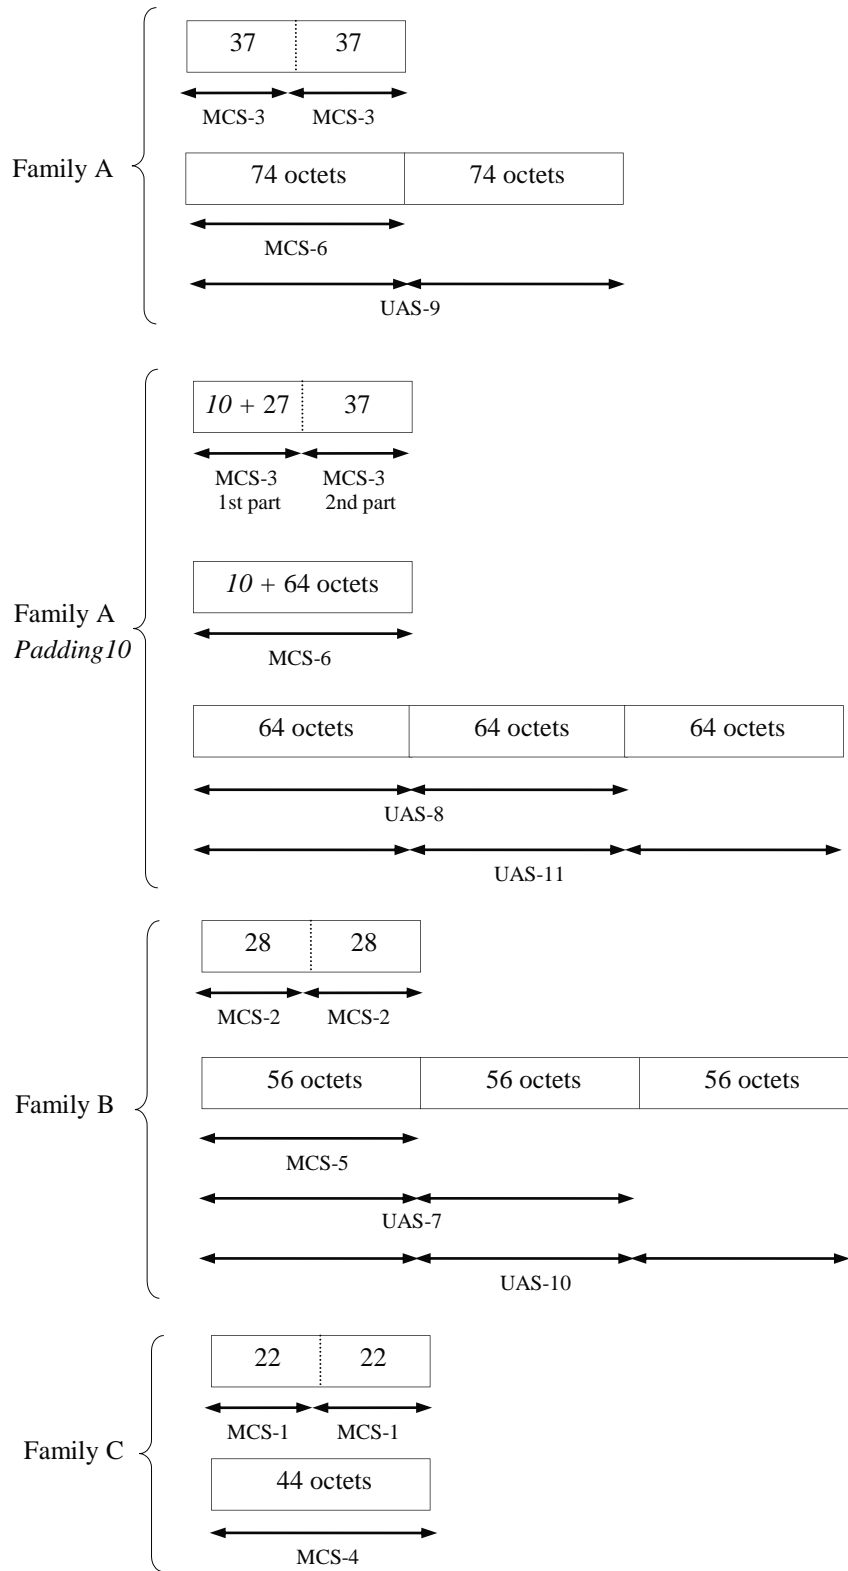 37 37
MCS-3 MCS-3
Family A
74 octets 74 octets
MCS-6
UAS-9
10 + 27 37
MCS-3 MCS-3
1st part 2nd part
10 + 64 octets
Family A
Padding10
MCS-6
64 octets 64 octets 64 octets
UAS-8
UAS-11
28 28
MCS-2 MCS-2
56 octets 56 octets 56 octets
Family B
MCS-5
UAS-7
UAS-10
22 22
MCS-1 MCS-1
Family C
44 octets
MCS-4